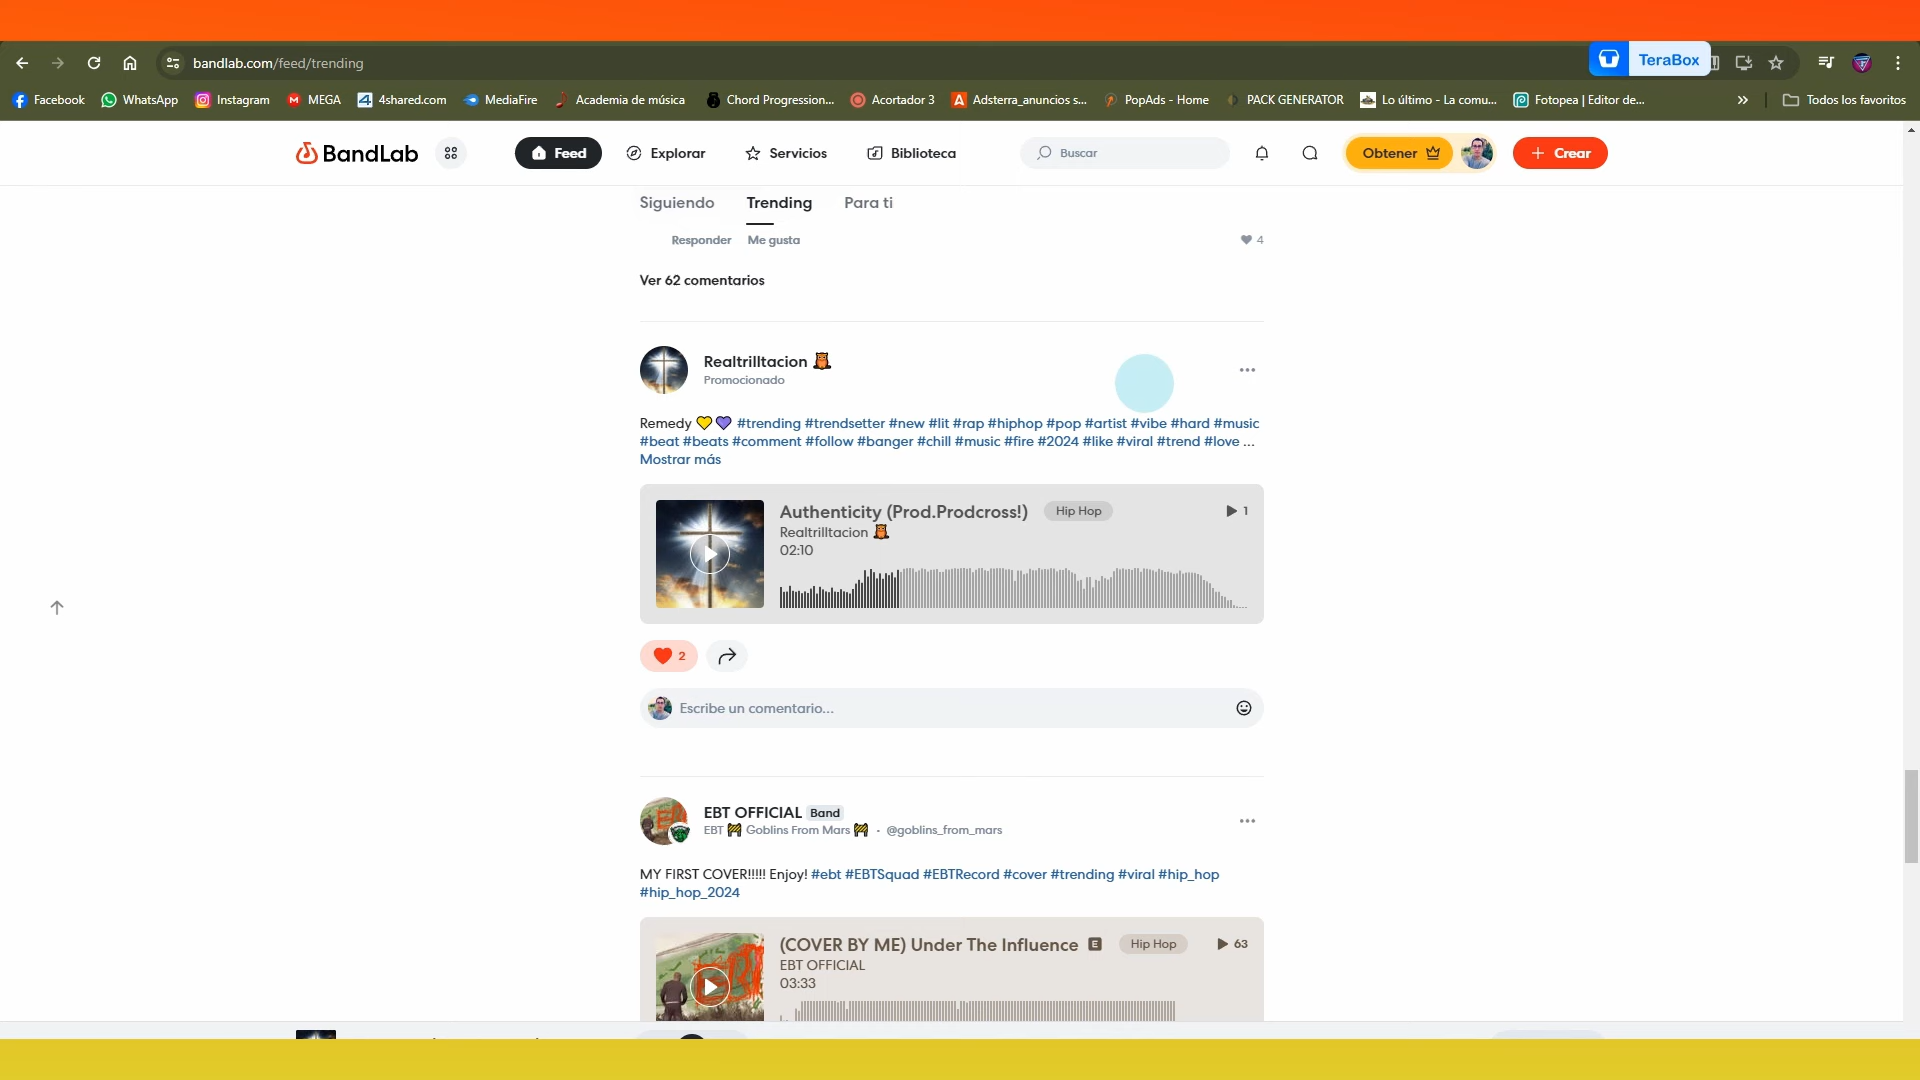 bandlab.com/feed/trending
TeraBox
Facebook
WhatsApp
Instagram
MEGA
4shared.com
MediaFire
Academia de música
Chord Progression...
Acortador 3
Adsterra_anuncios s...
PopAds - Home
PACK GENERATOR
Lo último - La comu...
Fotopea | Editor de...
Todos los favoritos
BandLab
Feed
Explorar
Servicios
Biblioteca
Buscar
Obtener
+ Crear
Siguiendo
Trending
Para ti
Responder Me gusta
4
Ver 62 comentarios
Realtrilltacion
Promocionado
Remedy 💛💜 #trending #trendsetter #new #lit #rap #hiphop #pop #artist #vibe #hard #music
#beat #beats #comment #follow #banger #chill #music #fire #2024 #like #viral #trend #love ...
Mostrar más
Authenticity (Prod.Prodcross!) Hip Hop
1
Realtrilltacion
02:10
2
Escribe un comentario...
EBT OFFICIAL Band
EBT 🚧 Goblins From Mars 🚧 · @goblins_from_mars
MY FIRST COVER!!!!! Enjoy! #ebt #EBTSquad #EBTRecord #cover #trending #viral #hip_hop
#hip_hop_2024
(COVER BY ME) Under The Influence E Hip Hop
63
EBT OFFICIAL
03:33